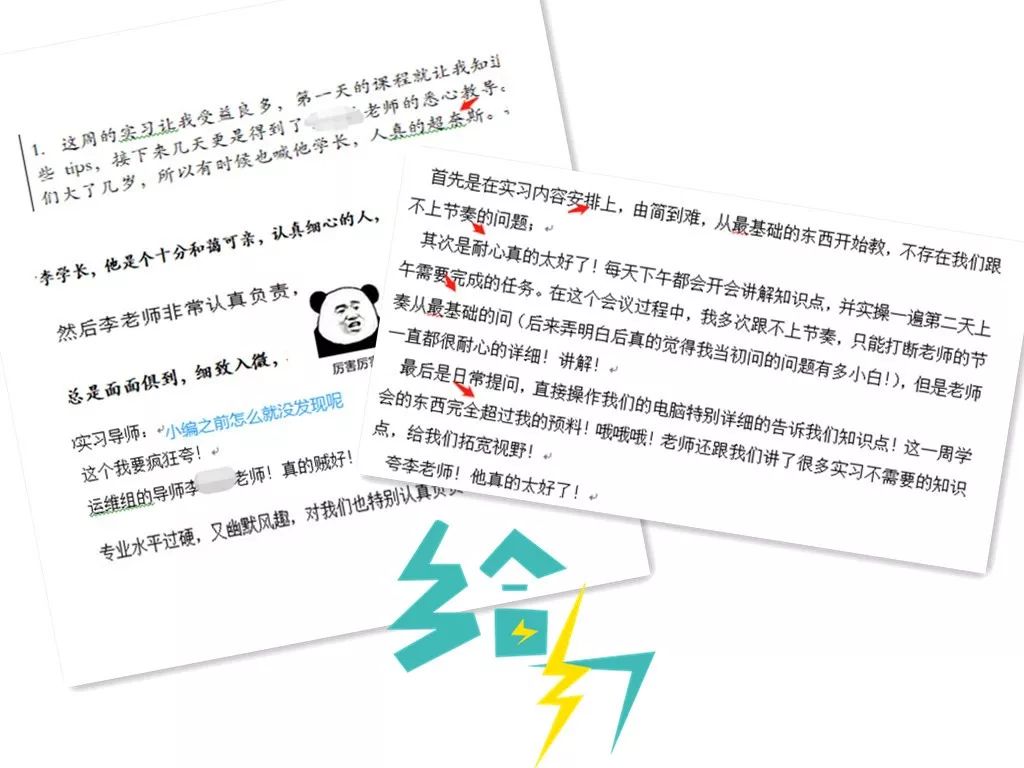 1. 这周的实习让我受益良多，第一天的课程就让我知道
些 tips，接下来几天更是得到了 老师的悉心教导。
们大了几岁，所以有时候也喊他学长，人真的超奈斯。
李学长，他是个十分和蔼可亲，认真细心的人，
然后李老师非常认真负责，
总是面面俱到，细致入微，
厉害厉害
实习导师：
小编之前怎么就没发现呢
这个我要疯狂夸！
运维组的导师李 老师！真的贼好！
专业水平过硬，又幽默风趣，对我们也特别认真负责
首先是在实习内容安排上，由简到难，从最基础的东西开始教，不存在我们跟
不上节奏的问题；
其次是耐心真的太好了！每天下午都会开会讲解知识点，并实操一遍第二天上
午需要完成的任务。在这个会议过程中，我多次跟不上节奏，只能打断老师的节
奏从最基础的问（后来弄明白后真的觉得我当初问的问题有多小白！），但是老师
一直都很耐心的详细！讲解！
最后是日常提问，直接操作我们的电脑特别详细的告诉我们知识点！这一周学
会的东西完全超过我的预料！哦哦哦！老师还跟我们讲了很多实习不需要的知识
点，给我们拓宽视野！
夸李老师！他真的太好了！
给力